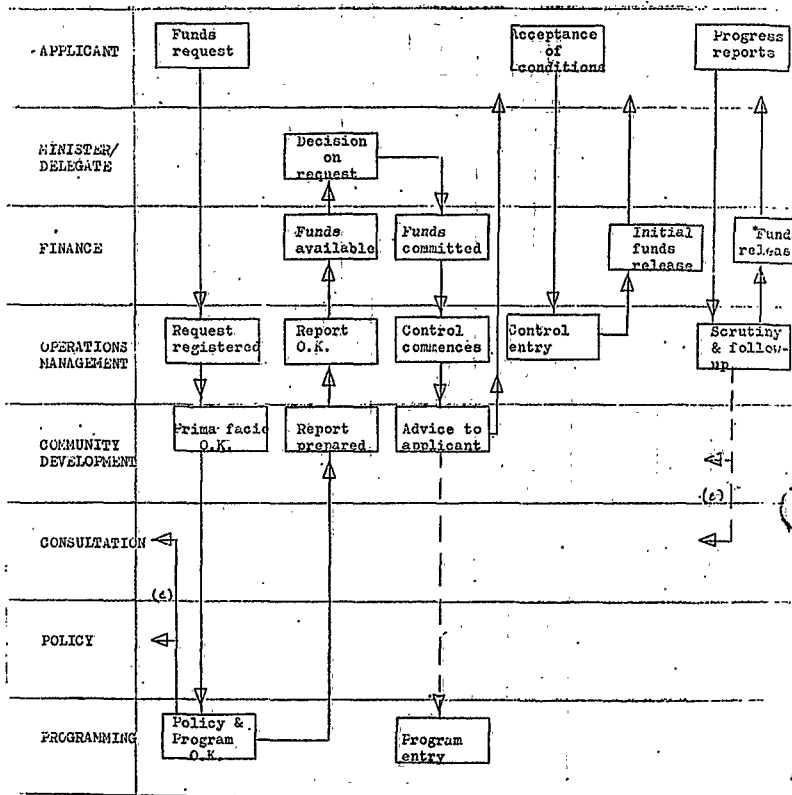 APPLICANT
Funds
request
Acceptance
of
conditions
Progress
reports
MINISTER/
DELEGATE
Decision
on
request
FINANCE
Funds
available
Funds
committed
Initial
funds
release
Fund
releas
OPERATIONS
MANAGEMENT
Request
registered
Report
O.K.
Control
commences
Control
entry
Scrutiny
& follow-
up
COMMUNITY
DEVELOPMENT
Prima facie
O.K.
Report
prepared
Advice to
applicant
CONSULTATION
POLICY
PROGRAMMING
Policy &
Program
O.K.
Program
entry